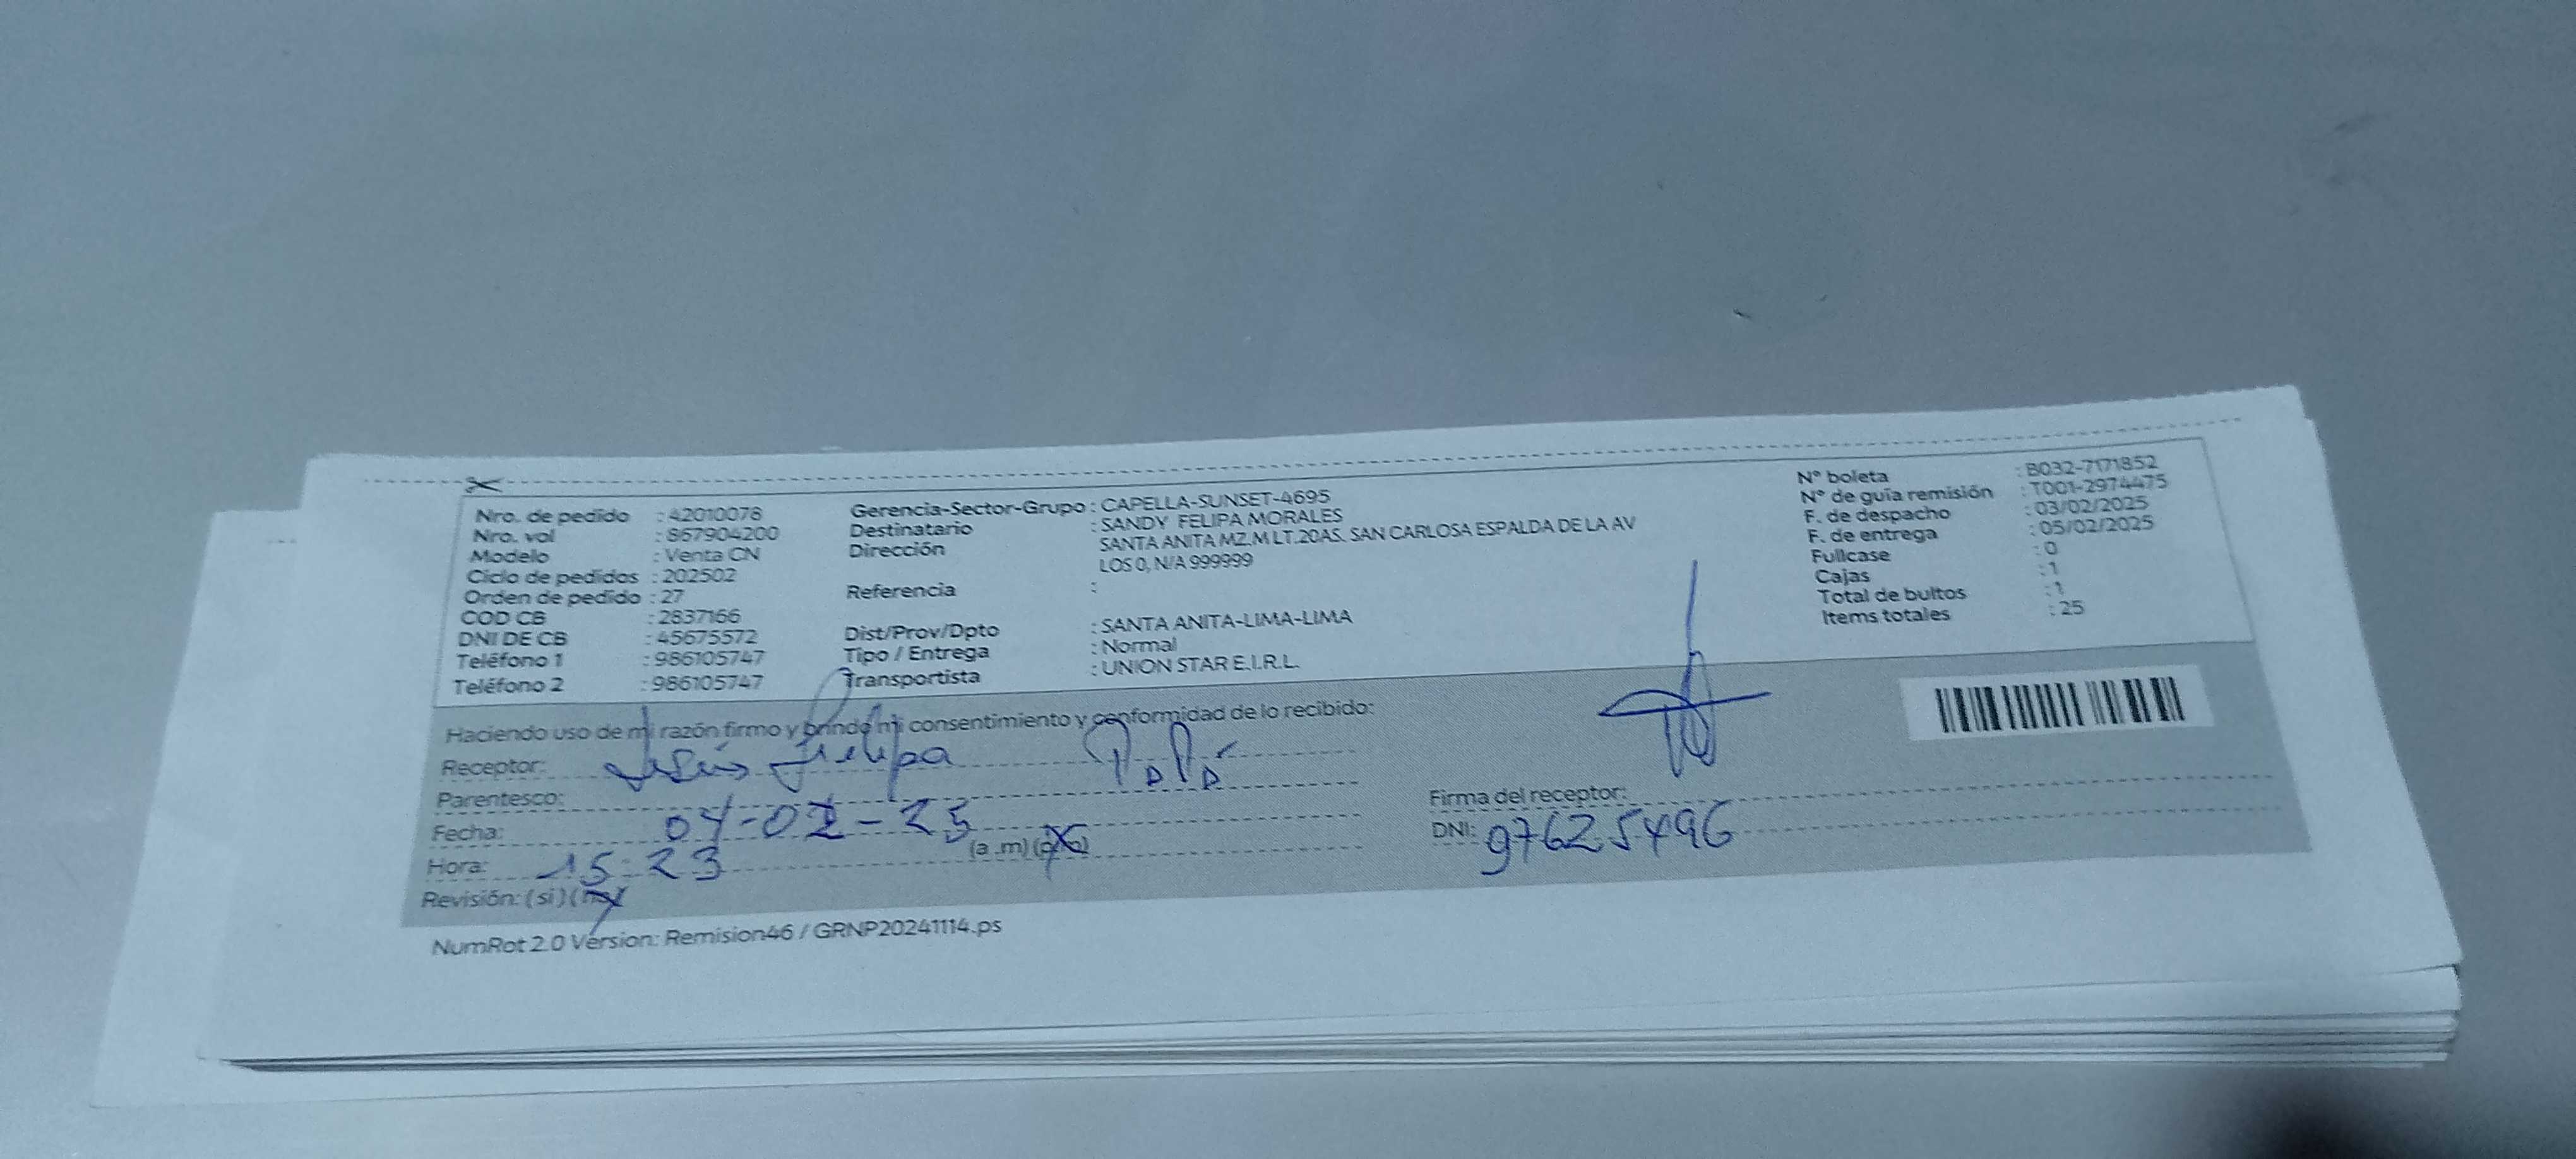 Nro. de pedido : 42010078
Nro. vol : 867904200
Modelo : Venta CN
Ciclo de pedidos : 202502
Orden de pedido : 27
COD CB : 2837166
DNI DE CB : 45675572
Teléfono 1 : 986105747
Teléfono 2 : 986105747
Gerencia-Sector-Grupo : CAPELLA-SUNSET-4695
Destinatario : SANDY FELIPA MORALES
Dirección : SANTA ANITA MZ.M LT.20AS. SAN CARLOSA ESPALDA DE LA AV
LOS 0, N/A 999999
Referencia :
Dist/Prov/Dpto : SANTA ANITA-LIMA-LIMA
Tipo / Entrega : Normal
Transportista : UNION STAR E.I.R.L.
N° boleta : B032-7171852
N° de guía remisión : T001-2974475
F. de despacho : 03/02/2025
F. de entrega : 05/02/2025
Fullcase : 0
Cajas : 1
Total de bultos : 1
Items totales : 25
Haciendo uso de mi razón firmo y brindo mi consentimiento y conformidad de lo recibido:
Receptor: Jesús Felipa Papá
Parentesco:
Fecha: 04-02-25
Hora: 15:23 (a.m)
Revisión: (si) (no)
Firma del receptor:
DNI: 97625496
NumRot 2.0 Version: Remision46 / GRNP20241114.ps